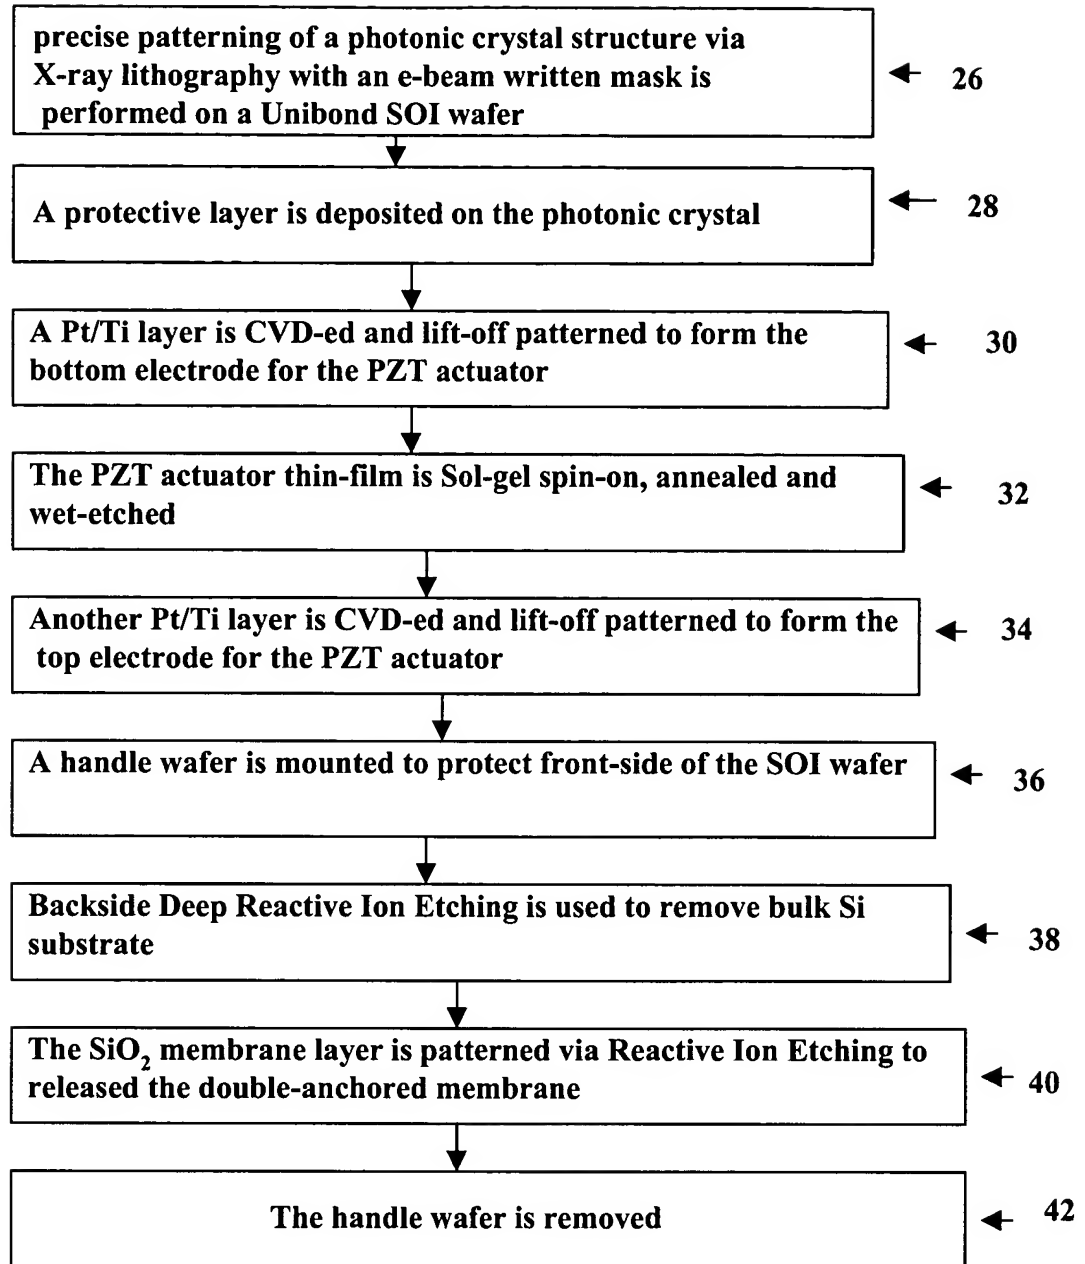 precise patterning of a photonic crystal structure via
X-ray lithography with an e-beam written mask is
performed on a Unibond SOI wafer
26
A protective layer is deposited on the photonic crystal
28
A Pt/Ti layer is CVD-ed and lift-off patterned to form the
bottom electrode for the PZT actuator
30
The PZT actuator thin-film is Sol-gel spin-on, annealed and
wet-etched
32
Another Pt/Ti layer is CVD-ed and lift-off patterned to form the
top electrode for the PZT actuator
34
A handle wafer is mounted to protect front-side of the SOI wafer
36
Backside Deep Reactive Ion Etching is used to remove bulk Si
substrate
38
The SiO₂ membrane layer is patterned via Reactive Ion Etching to
released the double-anchored membrane
40
The handle wafer is removed
42